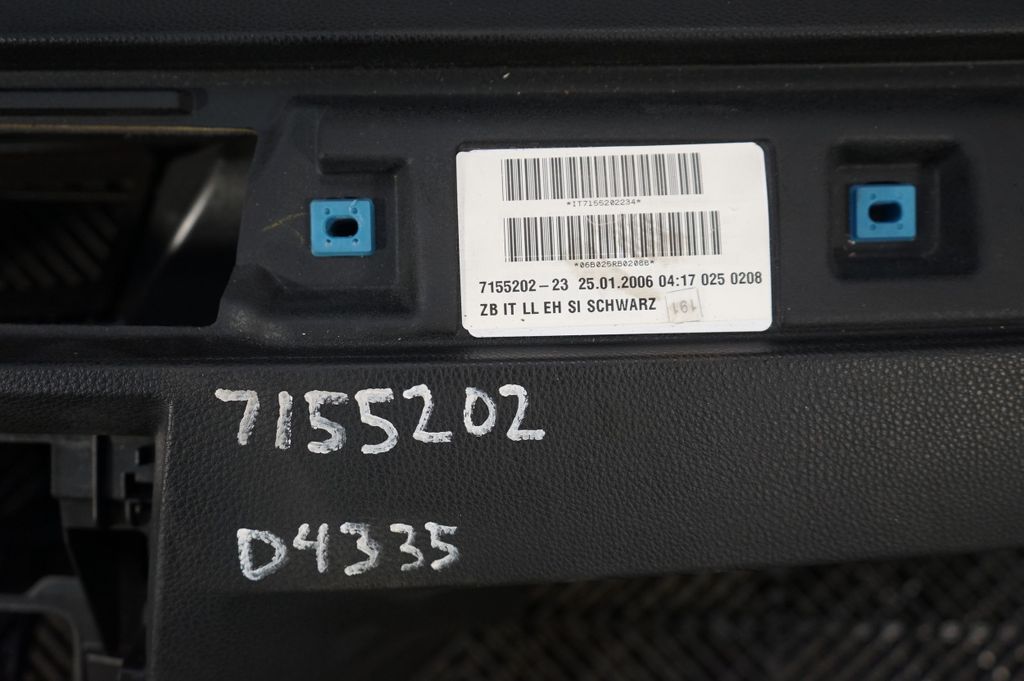 *IT7155202234*
*06B025RB0208B*
7155202-23 25.01.2006 04:17 025 0208
ZB IT LL EH SI SCHWARZ 191
7155202
D4335